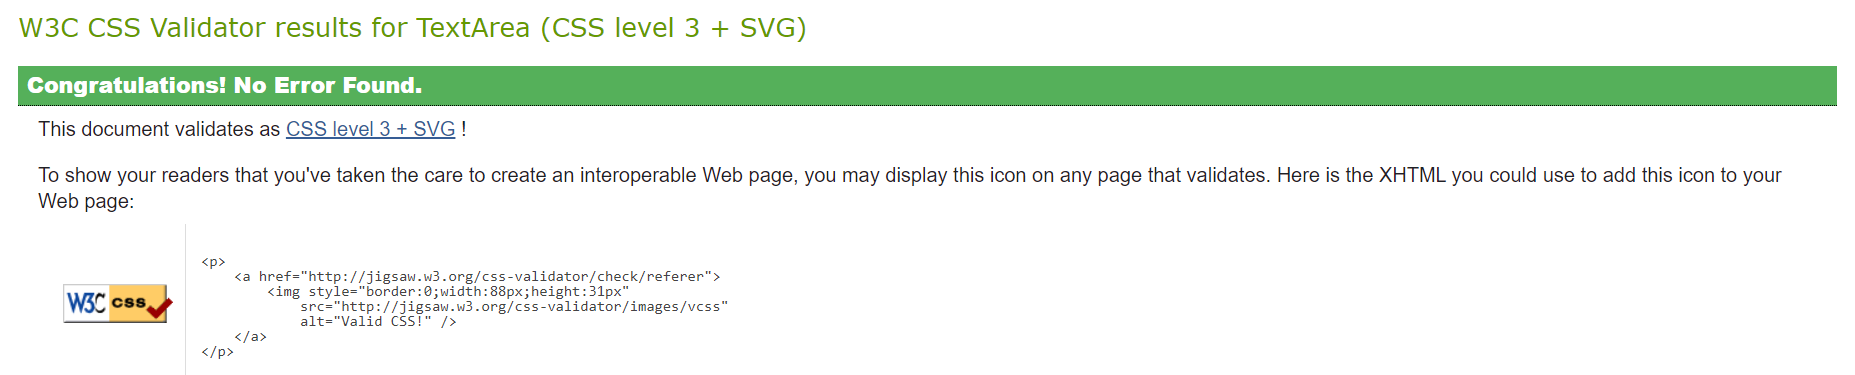 W3C CSS Validator results for TextArea (CSS level 3 + SVG)
Congratulations! No Error Found.
This document validates as CSS level 3 + SVG !
To show your readers that you've taken the care to create an interoperable Web page, you may display this icon on any page that validates. Here is the XHTML you could use to add this icon to your
Web page:
W3C css
<p>
    <a href="http://jigsaw.w3.org/css-validator/check/referer">
        <img style="border:0;width:88px;height:31px"
            src="http://jigsaw.w3.org/css-validator/images/vcss"
            alt="Valid CSS!" />
    </a>
</p>